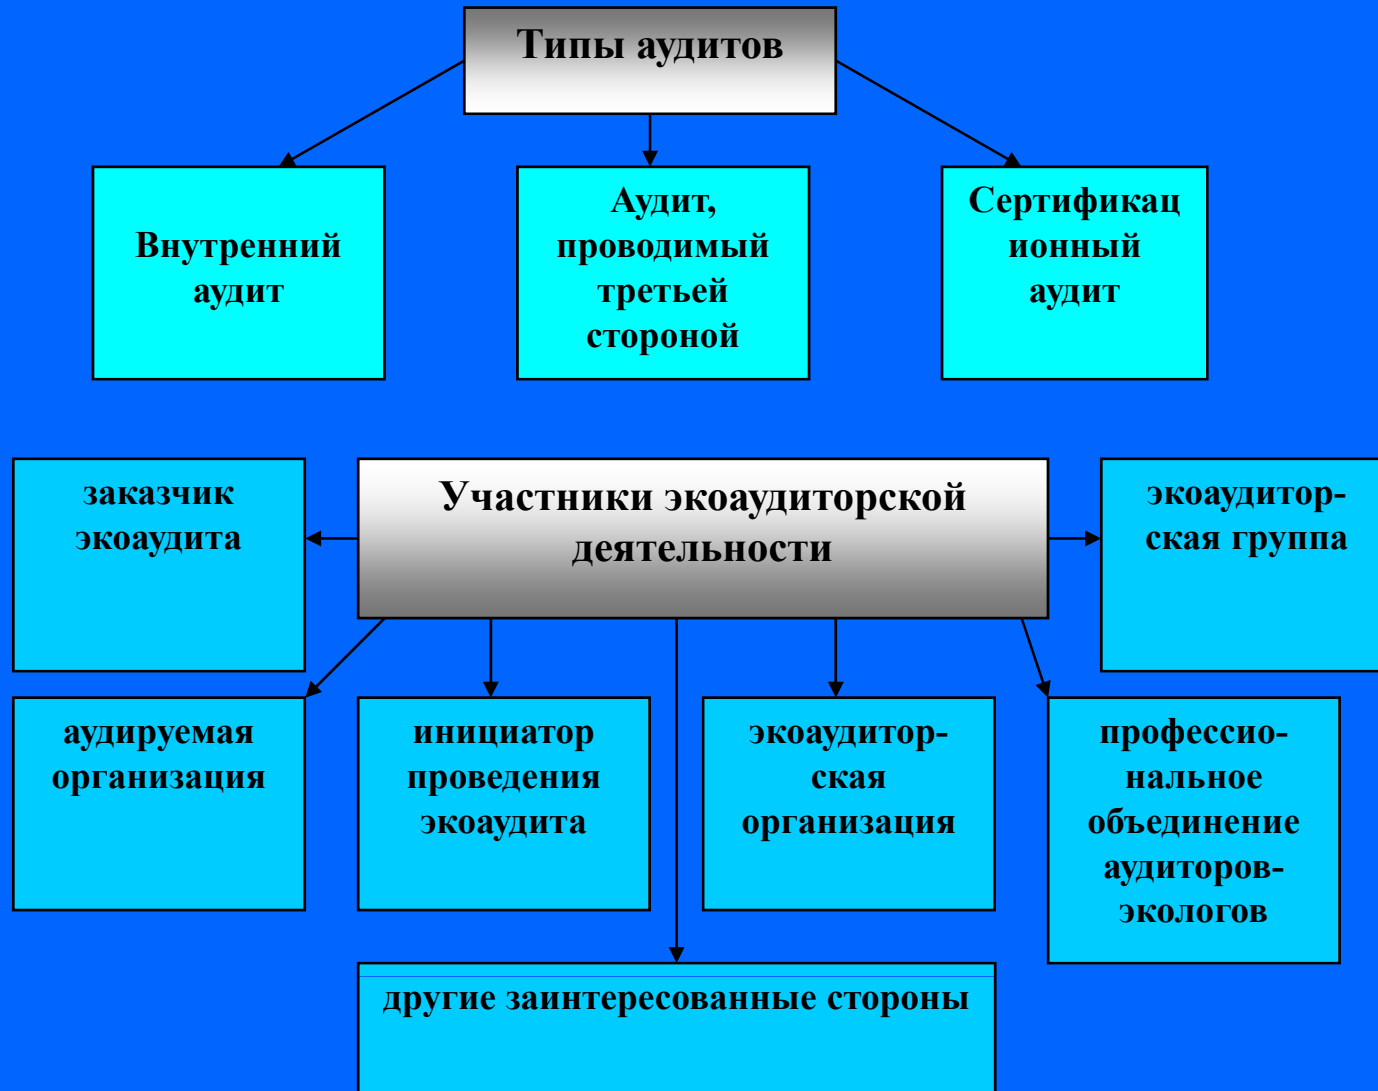 Типы аудитов
Внутренний
аудит
Аудит,
проводимый
третьей
стороной
Сертификац
ионный
аудит
заказчик
экоаудита
Участники экоаудиторской
деятельности
экоаудитор-
ская группа
аудируемая
организация
инициатор
проведения
экоаудита
экоаудитор-
ская
организация
профессио-
нальное
объединение
аудиторов-
экологов
другие заинтересованные стороны